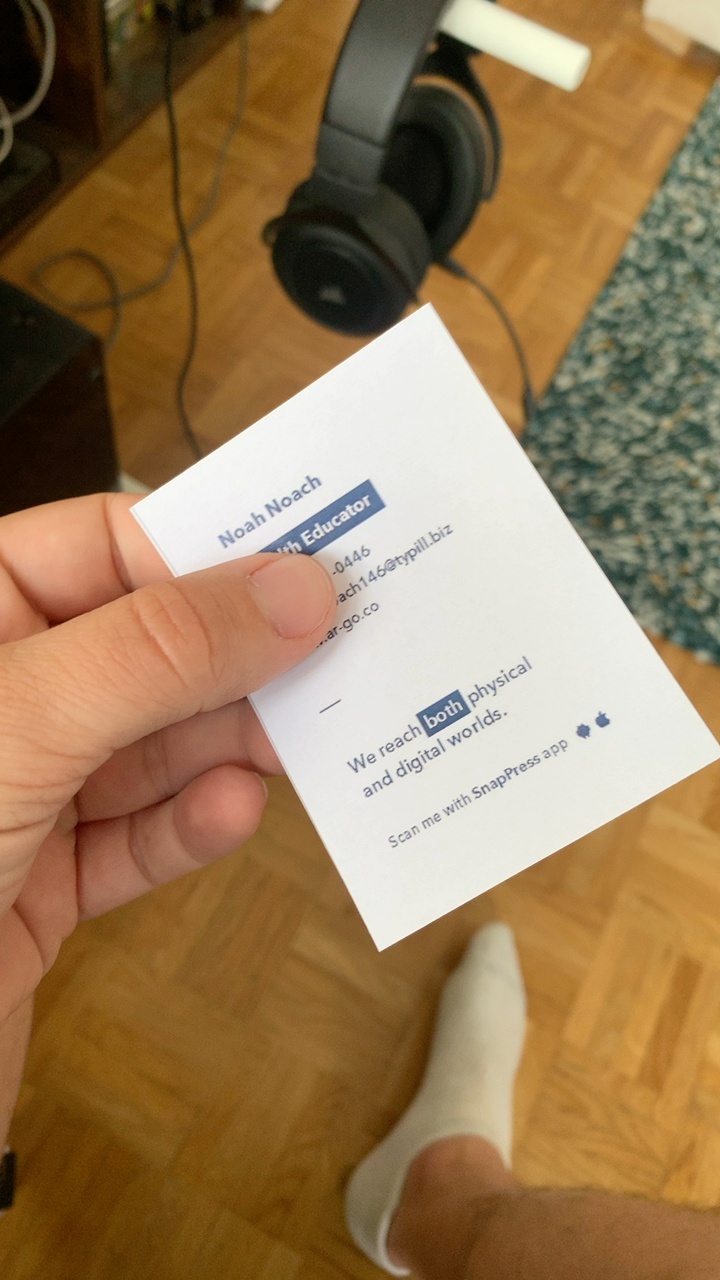 Noah Noach
Educator
-0446
ach146@typill.biz
ar-go.co
We reach both physical
and digital worlds.
Scan me with SnapPress app